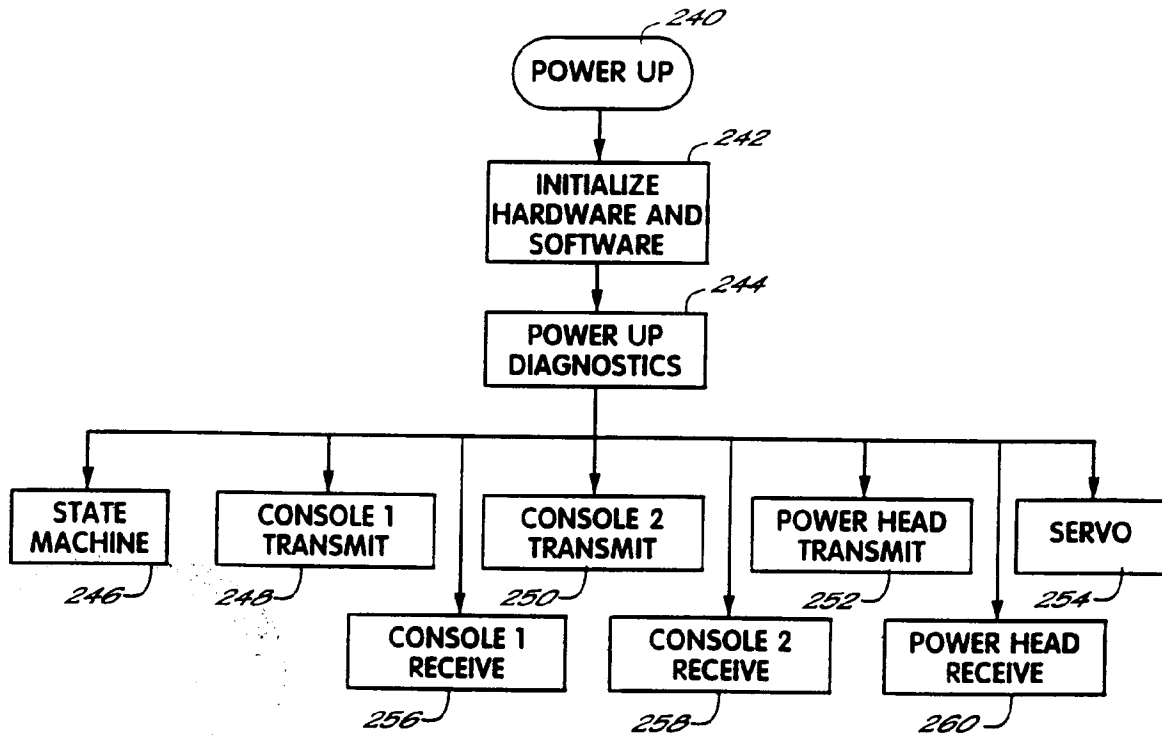 240
POWER UP
242
INITIALIZE
HARDWARE AND
SOFTWARE
244
POWER UP
DIAGNOSTICS
STATE
MACHINE
246
CONSOLE 1
TRANSMIT
248
CONSOLE 2
TRANSMIT
250
POWER HEAD
TRANSMIT
252
SERVO
254
CONSOLE 1
RECEIVE
256
CONSOLE 2
RECEIVE
258
POWER HEAD
RECEIVE
260